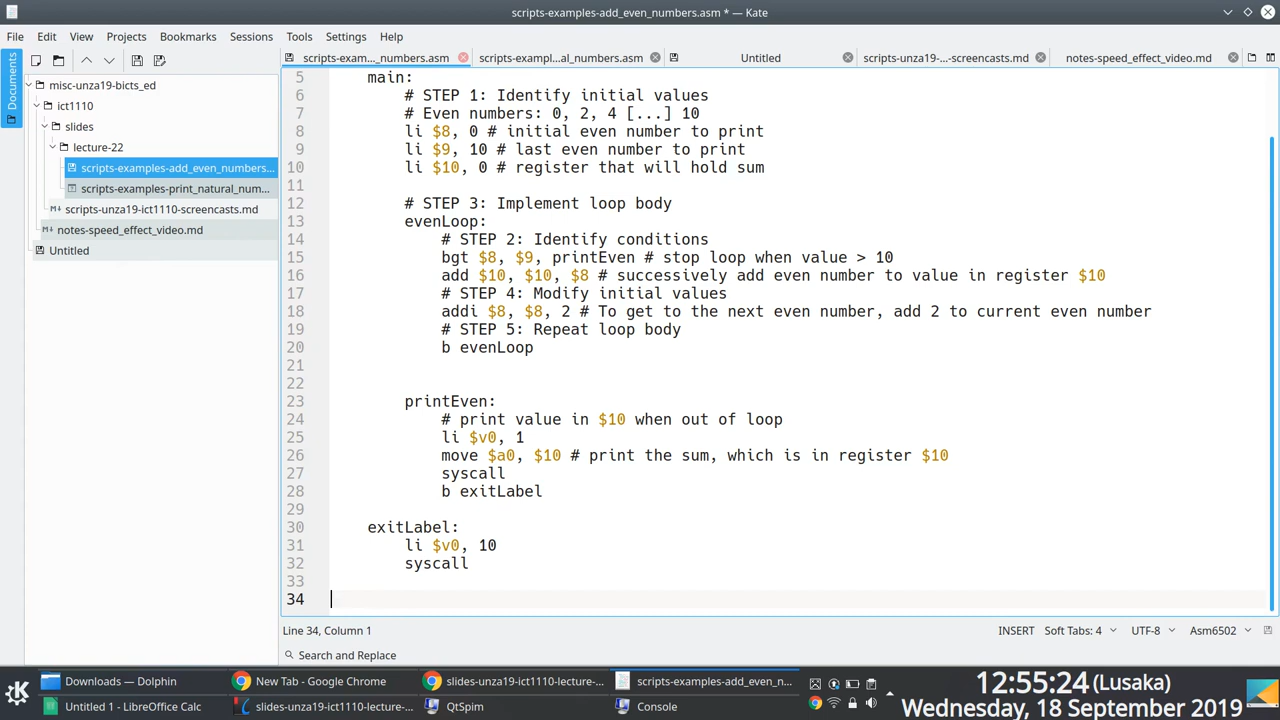 scripts-examples-add_even_numbers.asm * — Kate
File Edit View Projects Bookmarks Sessions Tools Settings Help
Documents
scripts-exam..._numbers.asm scripts-exampl...al_numbers.asm Untitled scripts-unza19-...-screencasts.md notes-speed_effect_video.md
misc-unza19-bicts_ed
ict1110
slides
lecture-22
scripts-examples-add_even_numbers...
scripts-examples-print_natural_num...
scripts-unza19-ict1110-screencasts.md
notes-speed_effect_video.md
Untitled
5 main:
6 # STEP 1: Identify initial values
7 # Even numbers: 0, 2, 4 [...] 10
8 li $8, 0 # initial even number to print
9 li $9, 10 # last even number to print
10 li $10, 0 # register that will hold sum
11
12 # STEP 3: Implement loop body
13 evenLoop:
14 # STEP 2: Identify conditions
15 bgt $8, $9, printEven # stop loop when value > 10
16 add $10, $10, $8 # successively add even number to value in register $10
17 # STEP 4: Modify initial values
18 addi $8, $8, 2 # To get to the next even number, add 2 to current even number
19 # STEP 5: Repeat loop body
20 b evenLoop
21
22
23 printEven:
24 # print value in $10 when out of loop
25 li $v0, 1
26 move $a0, $10 # print the sum, which is in register $10
27 syscall
28 b exitLabel
29
30 exitLabel:
31 li $v0, 10
32 syscall
33
34
Line 34, Column 1 INSERT Soft Tabs: 4 UTF-8 Asm6502
Search and Replace
Downloads — Dolphin New Tab - Google Chrome slides-unza19-ict1110-lecture-... scripts-examples-add_even_n...
Untitled 1 - LibreOffice Calc slides-unza19-ict1110-lecture-... QtSpim Console
12:55:24 (Lusaka)
Wednesday, 18 September 2019